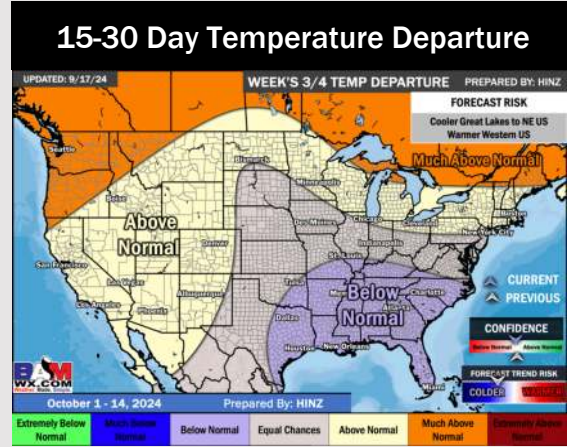 15-30 Day Temperature Departure
UPDATED: 9/17/24
WEEK'S 3/4 TEMP DEPARTURE
PREPARED BY: HINZ
FORECAST RISK
Cooler Great Lakes to NE US
Warmer Western US
Much Above Normal
Seattle
Bismarck
Minneapolis
Boise
Boston
Above
Normal
Des Moines
Chicago
Cleveland
New York City
Denver
Indianapolis
San Francisco
St. Louis
Las Vegas
Tulsa
CURRENT
PREVIOUS
Los Angeles
Albuquerque
Below
Normal
Charlotte
Phoenix
Dallas
Atlanta
CONFIDENCE
Below Normal
Above Normal
Houston
New Orleans
FORECAST TREND RISK
Miami
COLDER
WARMER
BAM
WX.COM
October 1 - 14, 2024
Prepared By: HINZ
Extremely Below Normal
Much Below Normal
Below Normal
Equal Chances
Above Normal
Much Above Normal
Extremely Above Normal